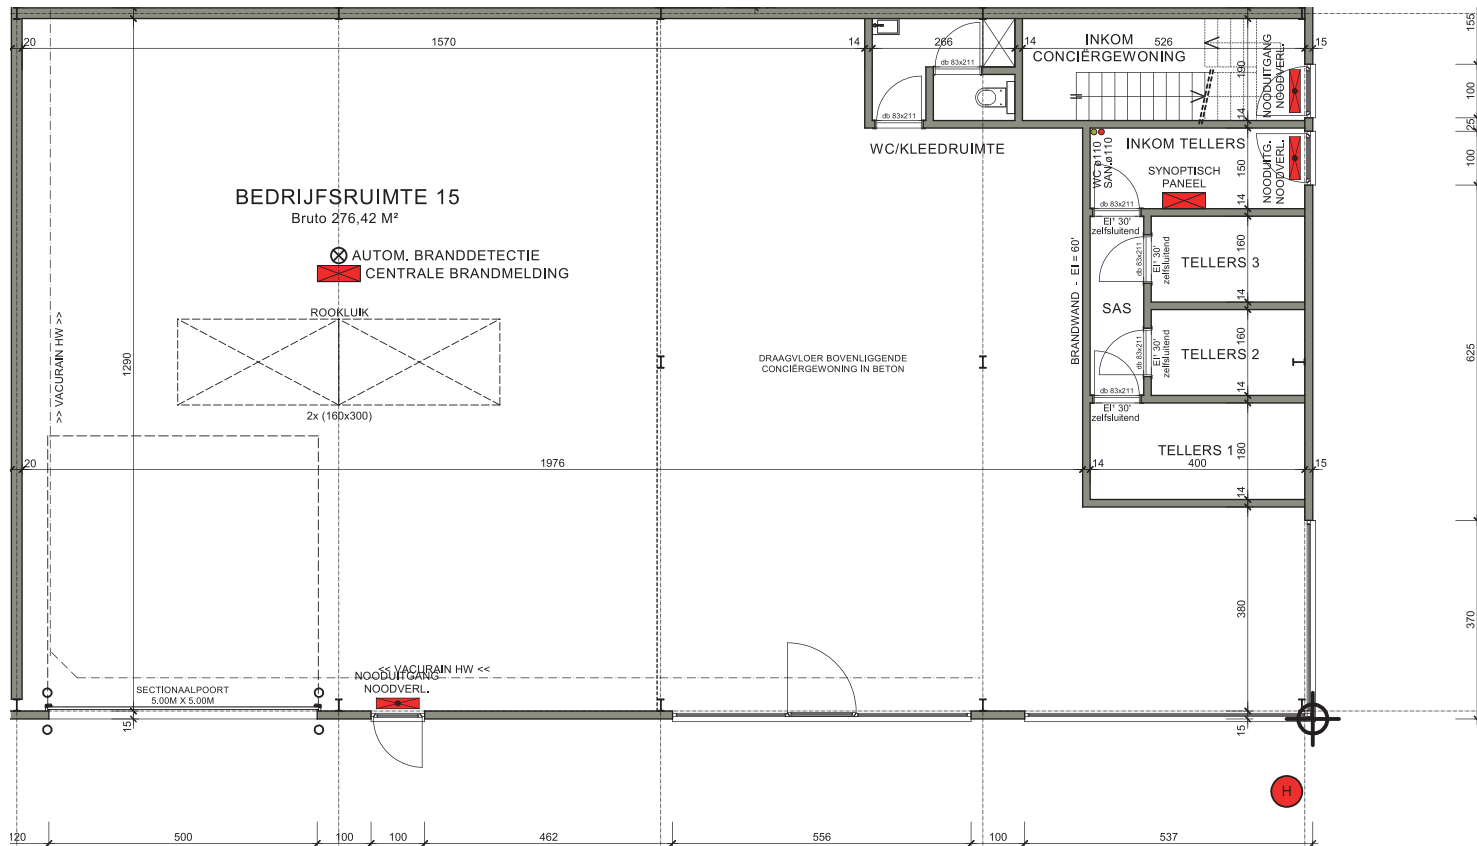 20
1570
14
266
14
526
15
155
INKOM
CONCIËRGEWONING
190
NOODUITGANG
NOODVERL.
100
db 83x211
db 83x211
14
25
WC/KLEEDRUIMTE
WC ø110
SAN.ø110
INKOM TELLERS
SYNOPTISCH
PANEEL
150
NOODUITG.
NOODVERL.
100
BEDRIJFSRUIMTE 15
Bruto 276,42 M²
db 83x211
14
EI¹ 30'
zelfsluitend
AUTOM. BRANDDETECTIE
CENTRALE BRANDMELDING
BRANDWAND - EI = 60'
db 83x211
EI¹ 30'
zelfsluitend
TELLERS 3
160
14
SAS
ROOKLUIK
>> VACURAIN HW >>
1290
2x (160x300)
DRAAGVLOER BOVENLIGGENDE
CONCIËRGEWONING IN BETON
db 83x211
EI¹ 30'
zelfsluitend
TELLERS 2
160
14
625
db 83x211
EI¹ 30'
zelfsluitend
TELLERS 1
180
20
1976
14
400
15
14
380
370
<< VACURAIN HW <<
NOODUITGANG
NOODVERL.
SECTIONAALPOORT
5.00M X 5.00M
15
15
H
120
500
100
100
462
556
100
537